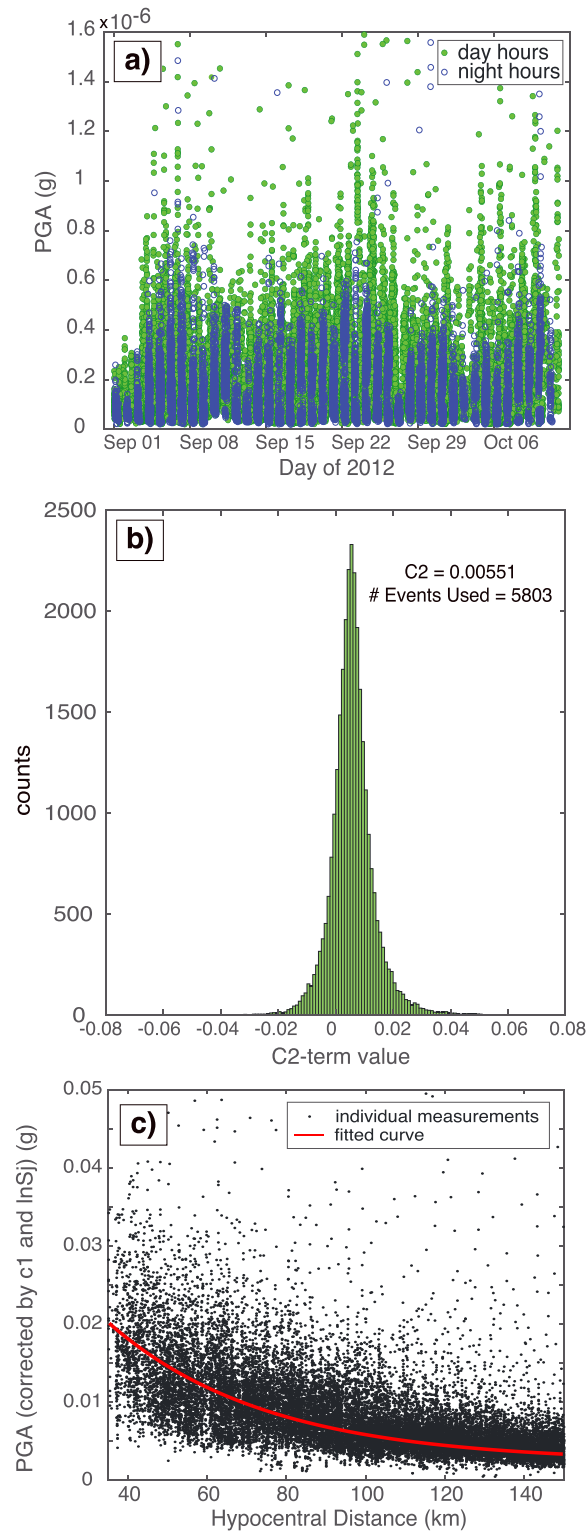 1.6 x10^-6
a)
day hours
night hours
1.4
1.2
1
0.8
0.6
0.4
0.2
0
PGA (g)
Sep 01 Sep 08 Sep 15 Sep 22 Sep 29 Oct 06
Day of 2012
2500
b)
C2 = 0.00551
# Events Used = 5803
2000
1500
1000
500
0
counts
-0.08 -0.06 -0.04 -0.02 0 0.02 0.04 0.06 0.08
C2-term value
0.05
c)
individual measurements
fitted curve
0.04
0.03
0.02
0.01
0
PGA (corrected by c1 and lnSj) (g)
40 60 80 100 120 140
Hypocentral Distance (km)